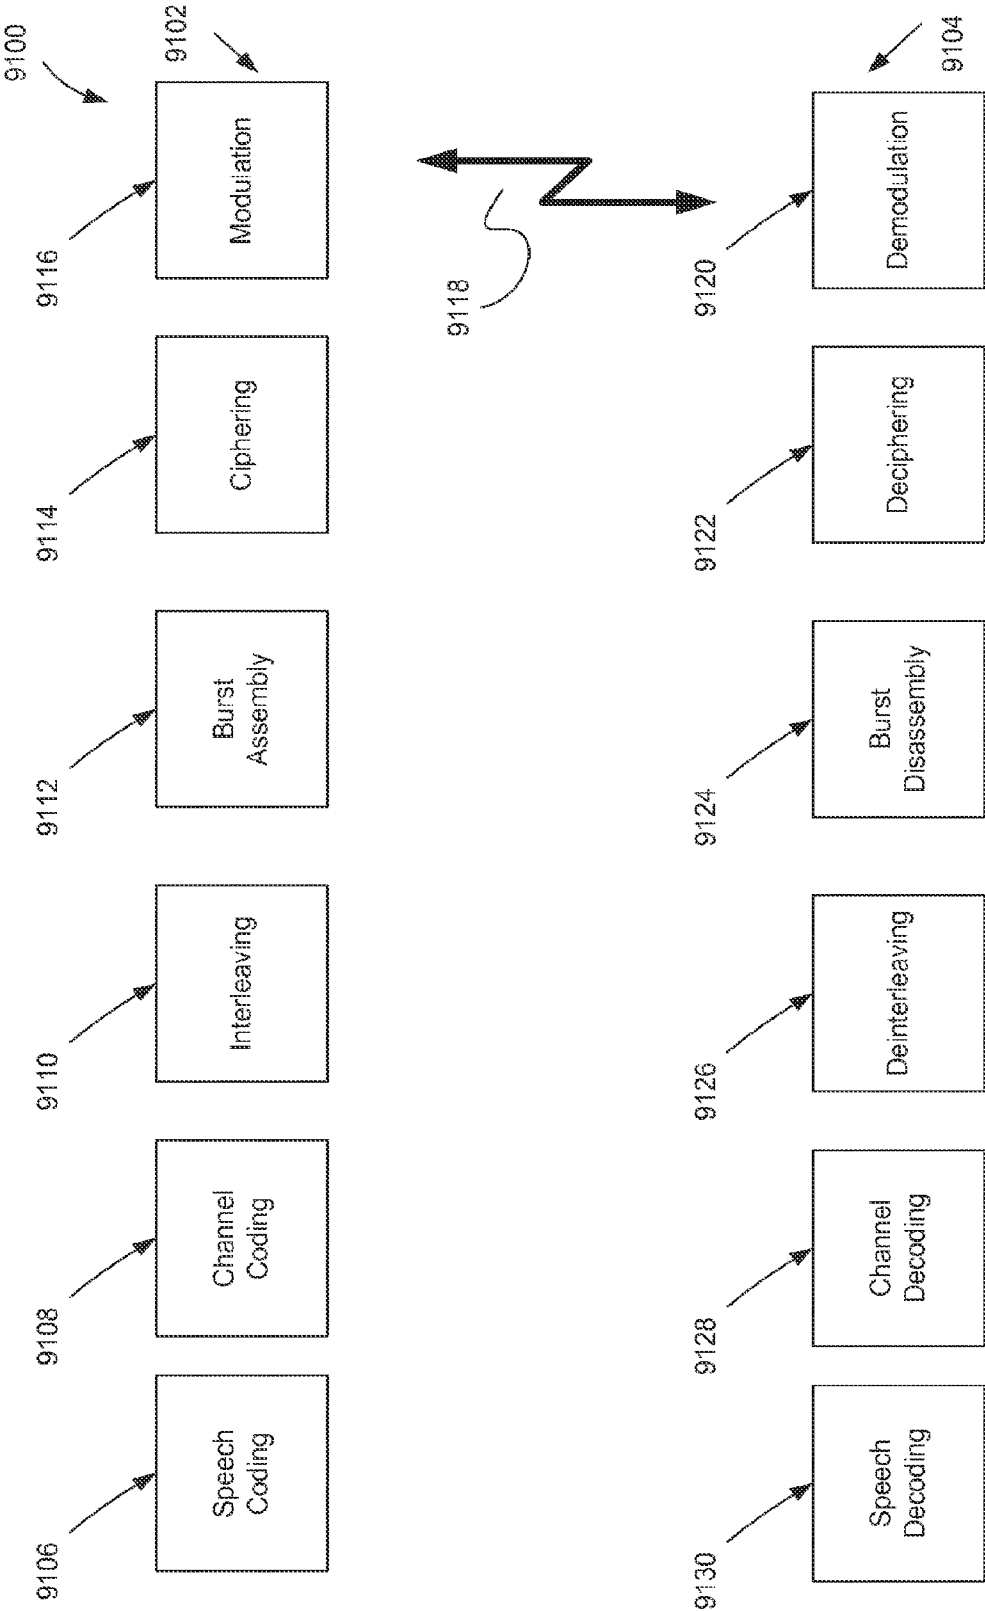 9100
9102
9106
9108
9110
9112
9114
9116
Speech
Coding
Channel
Coding
Interleaving
Burst
Assembly
Ciphering
Modulation
9118
9104
9130
9128
9126
9124
9122
9120
Speech
Decoding
Channel
Decoding
Deinterleaving
Burst
Disassembly
Deciphering
Demodulation